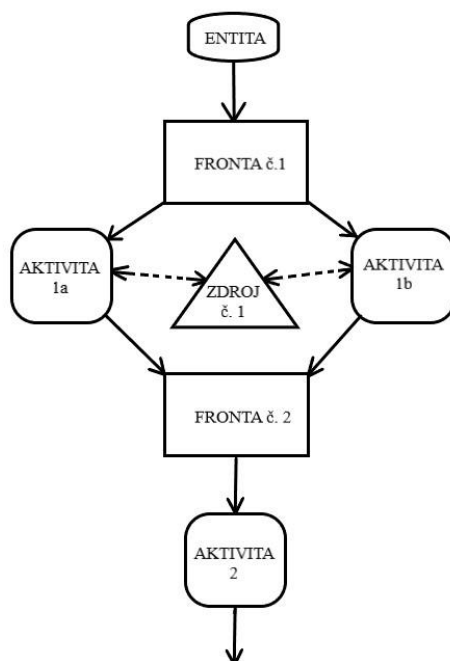 ENTITA
FRONTA č.1
AKTIVITA
1a
ZDROJ
č. 1
AKTIVITA
1b
FRONTA č. 2
AKTIVITA
2